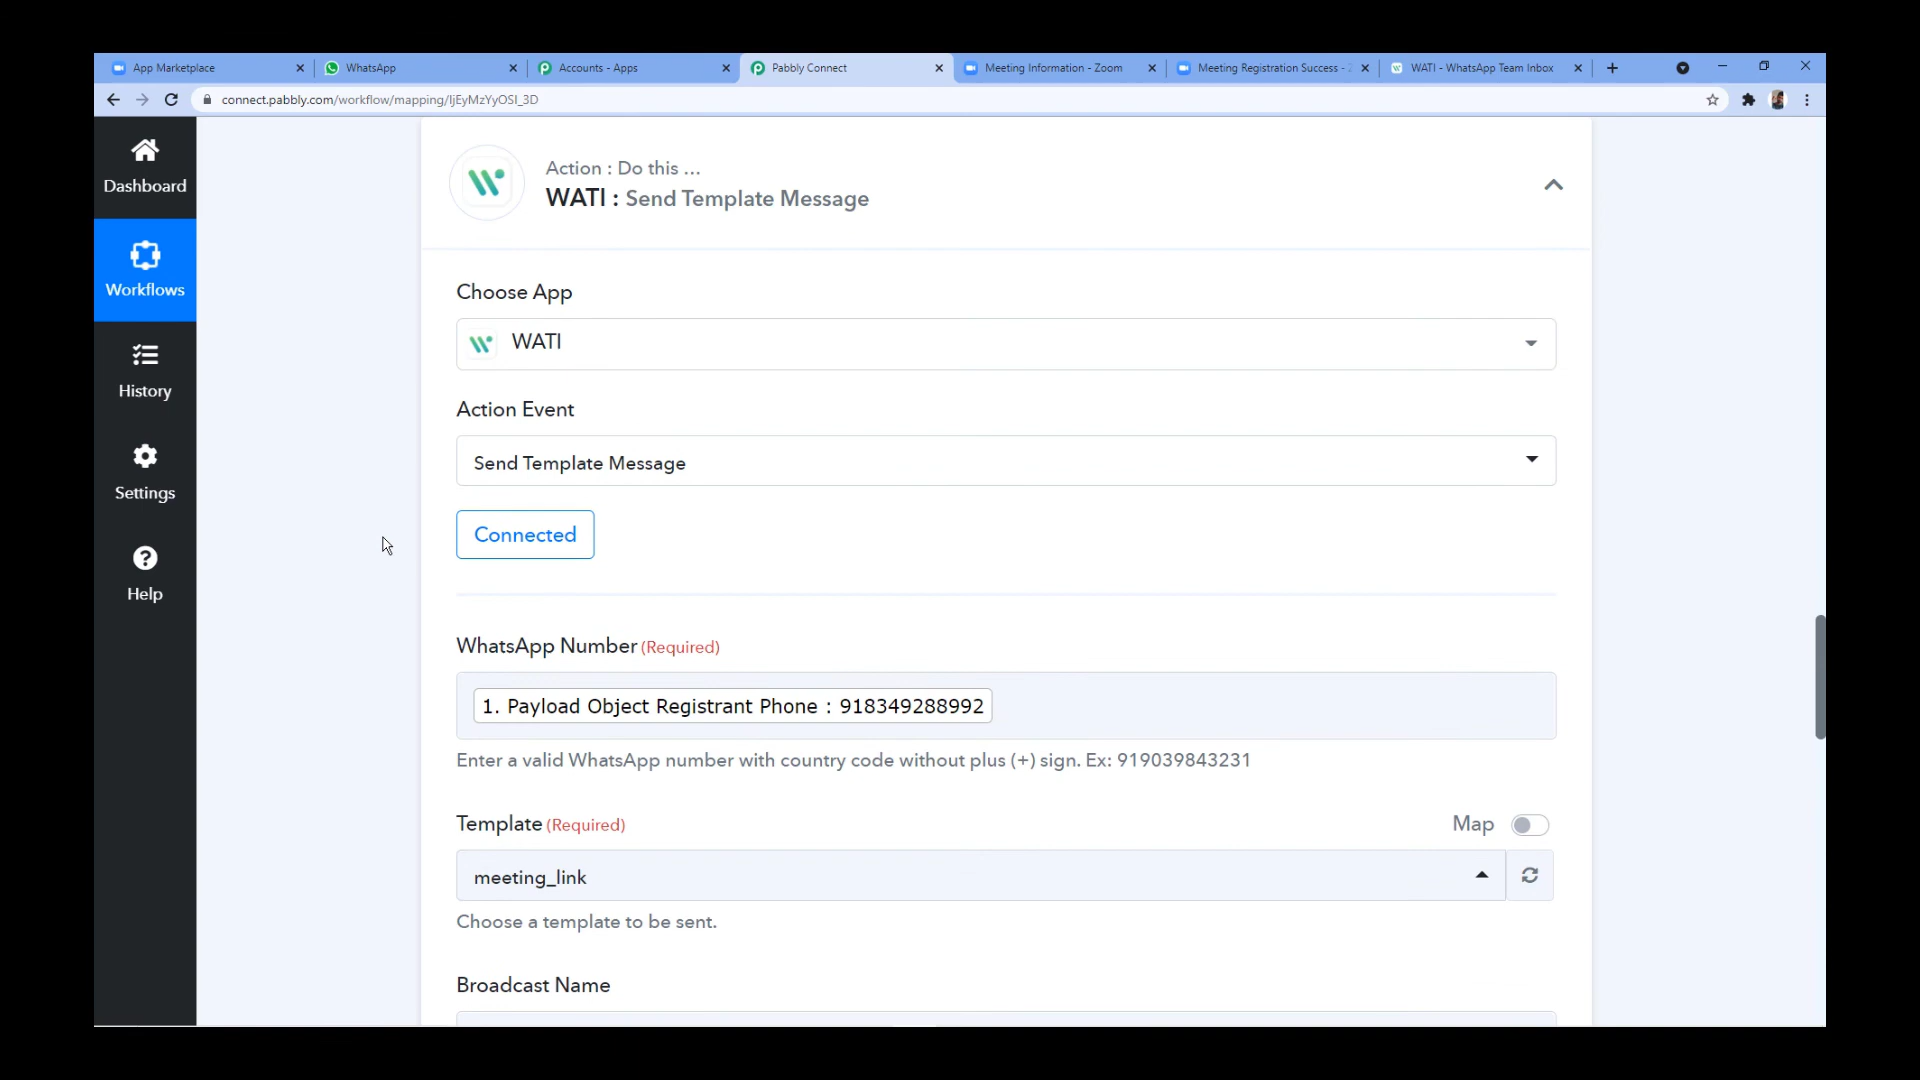 App Marketplace
WhatsApp
Accounts - Apps
Pabbly Connect
Meeting Information - Zoom
Meeting Registration Success - Z
WATI - WhatsApp Team Inbox
connect.pabbly.com/workflow/mapping/IjEyMzYyOSI_3D
Dashboard
Workflows
History
Settings
Help
Action : Do this ...
WATI : Send Template Message
Choose App
WATI
Action Event
Send Template Message
Connected
WhatsApp Number (Required)
1. Payload Object Registrant Phone : 918349288992
Enter a valid WhatsApp number with country code without plus (+) sign. Ex: 919039843231
Template (Required)
Map
meeting_link
Choose a template to be sent.
Broadcast Name